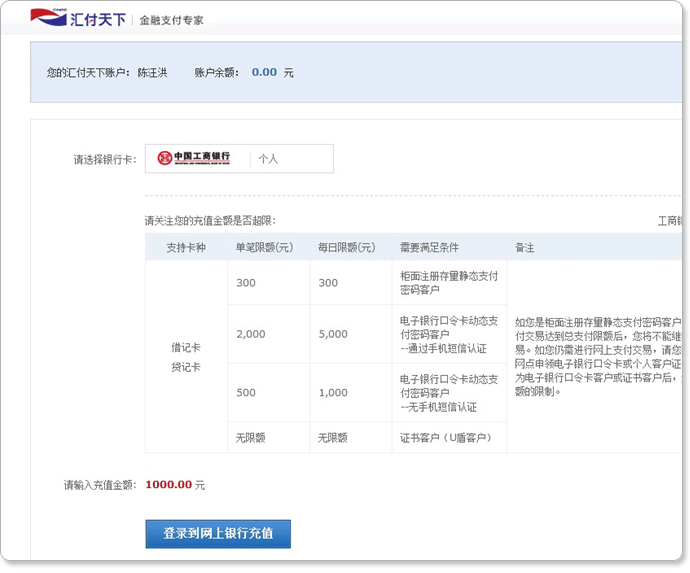 汇付天下 金融支付专家
您的汇付天下账户: 陈汪洪 账户余额: 0.00 元
请选择银行卡: 中国工商银行 个人
请关注您的充值金额是否超限: 工商银
支持卡种 单笔限额(元) 每日限额(元) 需要满足条件 备注
300 300 柜面注册存量静态支付
密码客户
2,000 5,000 电子银行口令卡动态支
付密码客户
--通过手机短信认证
借记卡
贷记卡
500 1,000 电子银行口令卡动态支
付密码客户
--无手机短信认证
无限额 无限额 证书客户（U盾客户）
如您是柜面注册存量静态支付密码客户
付交易达到总支付限额后，您将不能继
易。如您仍需进行网上支付交易，请您
网点申领电子银行口令卡或个人客户证
为电子银行口令卡客户或证书客户后，
额的限制。
请输入充值金额: 1000.00 元
登录到网上银行充值